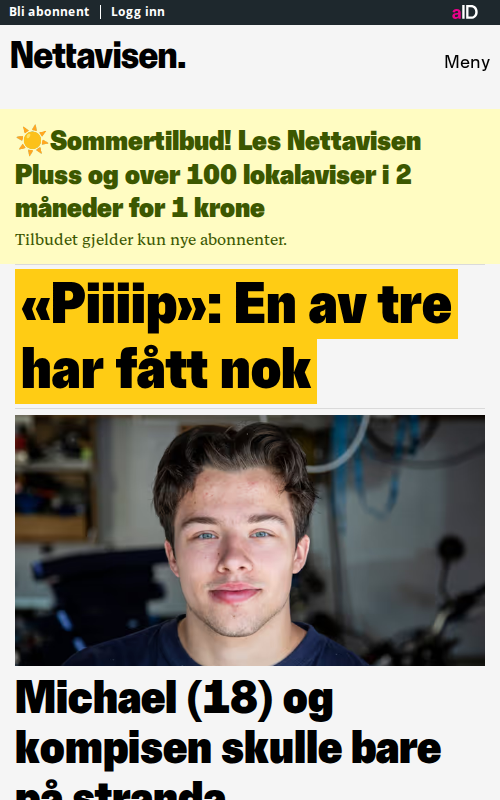 Bli abonnent
Logg inn
aID
Nettavisen.
Meny
Sommertilbud! Les Nettavisen
Pluss og over 100 lokalaviser i 2
måneder for 1 krone
Tilbudet gjelder kun nye abonnenter.
«Piiiip»: En av tre
har fått nok
Michael (18) og
kompisen skulle bare
på stranda